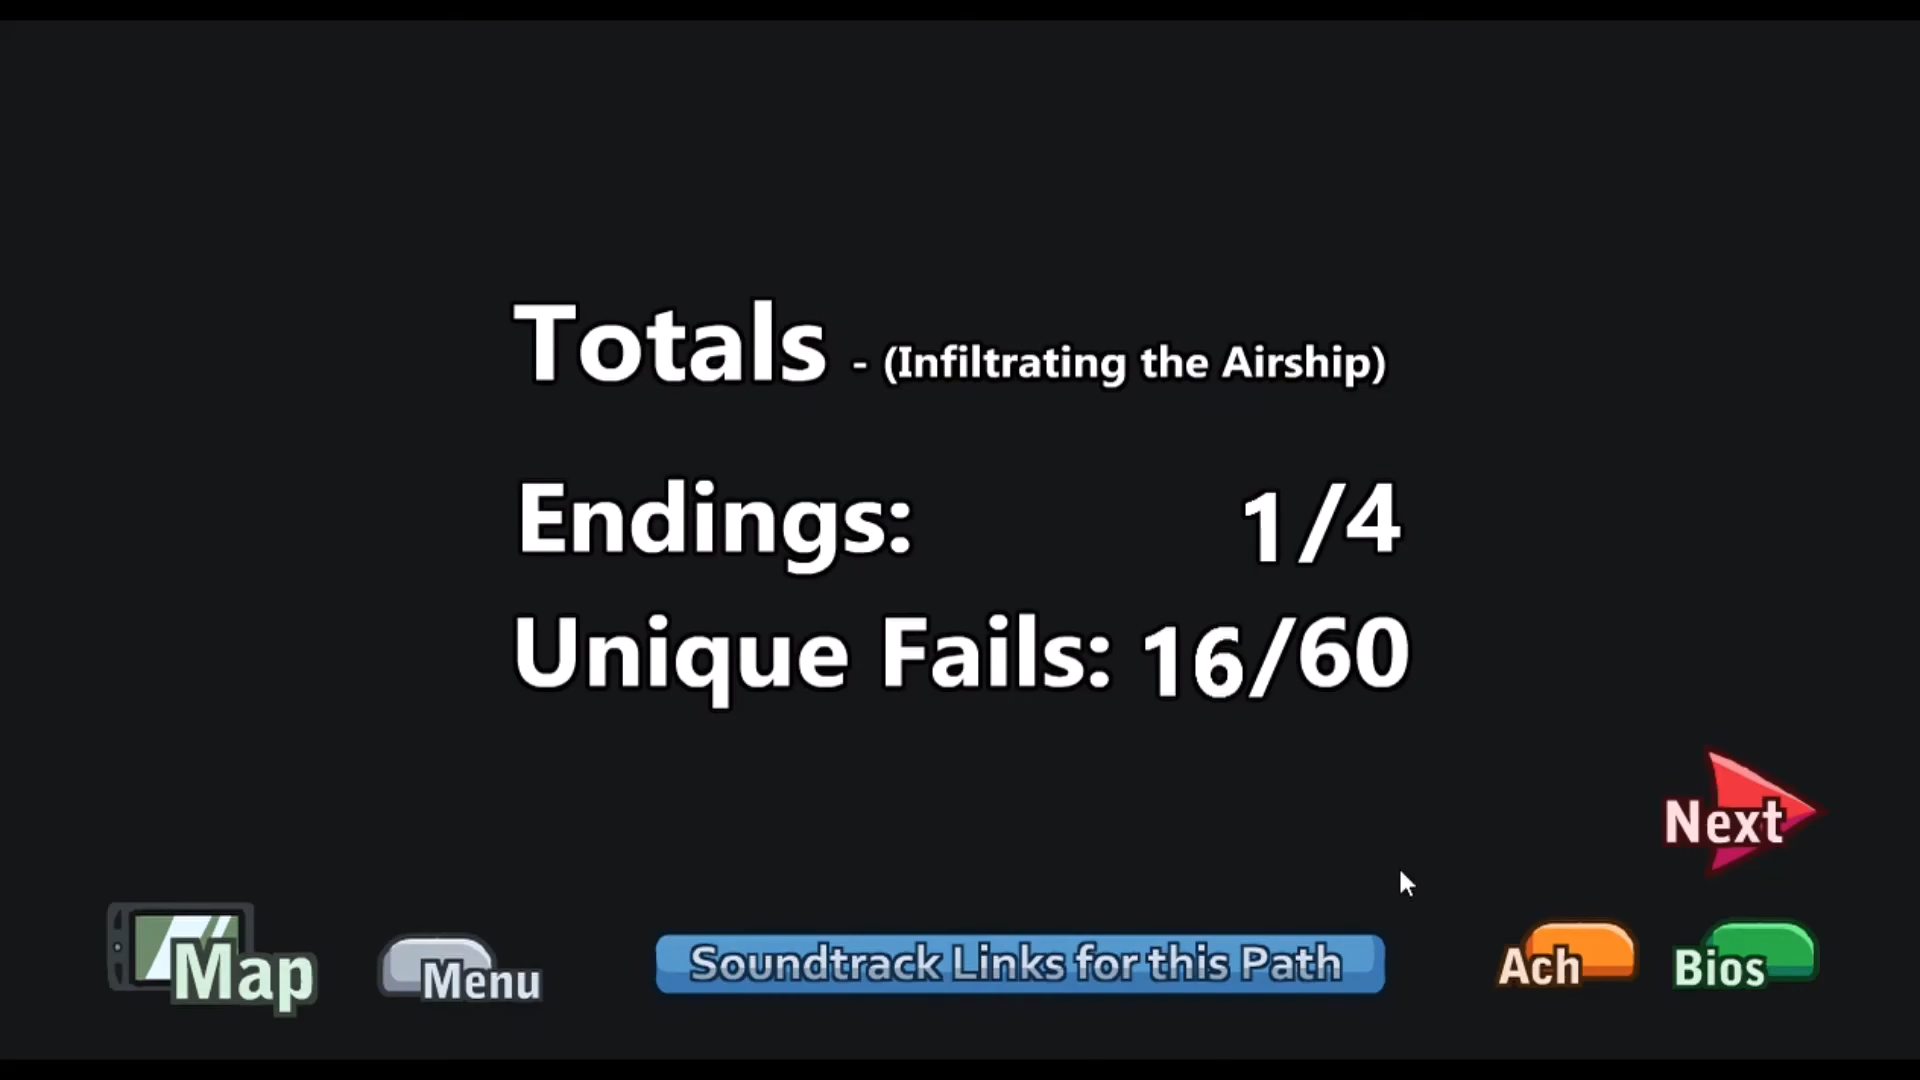 Totals - (Infiltrating the Airship)
Endings: 1/4
Unique Fails: 16/60
Next
Map
Menu
Soundtrack Links for this Path
Ach
Bios